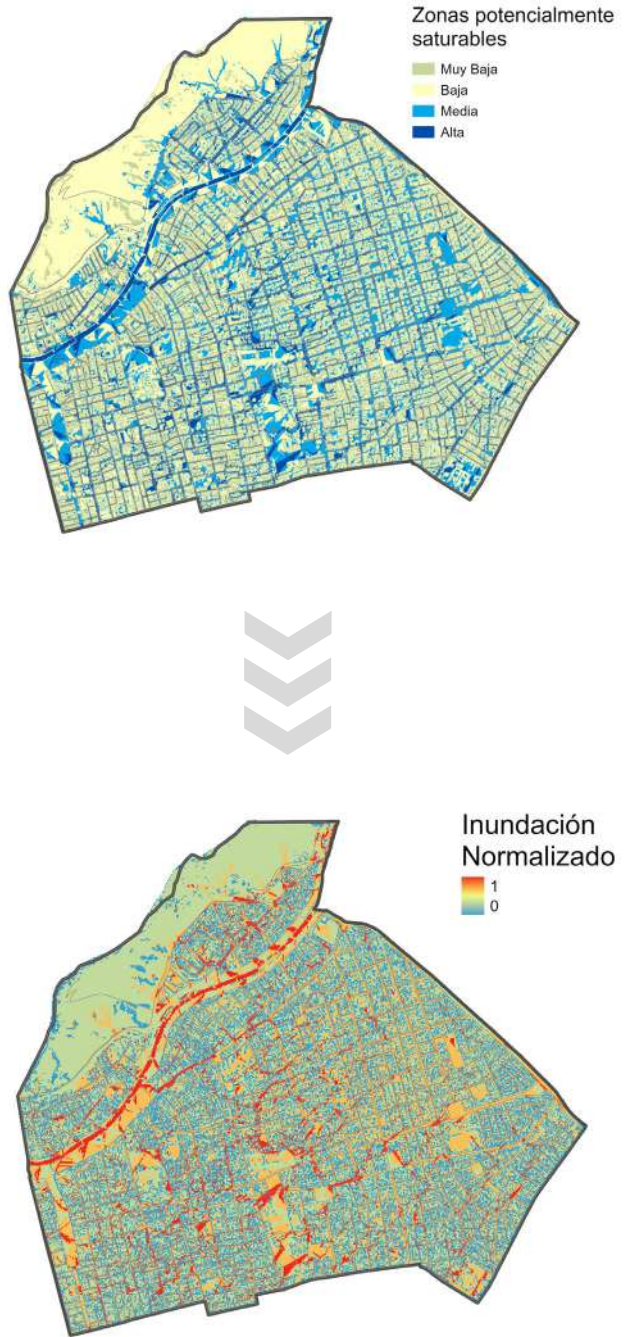 Zonas potencialmente
saturables
Muy Baja
Baja
Media
Alta
Inundación
Normalizado
1
0